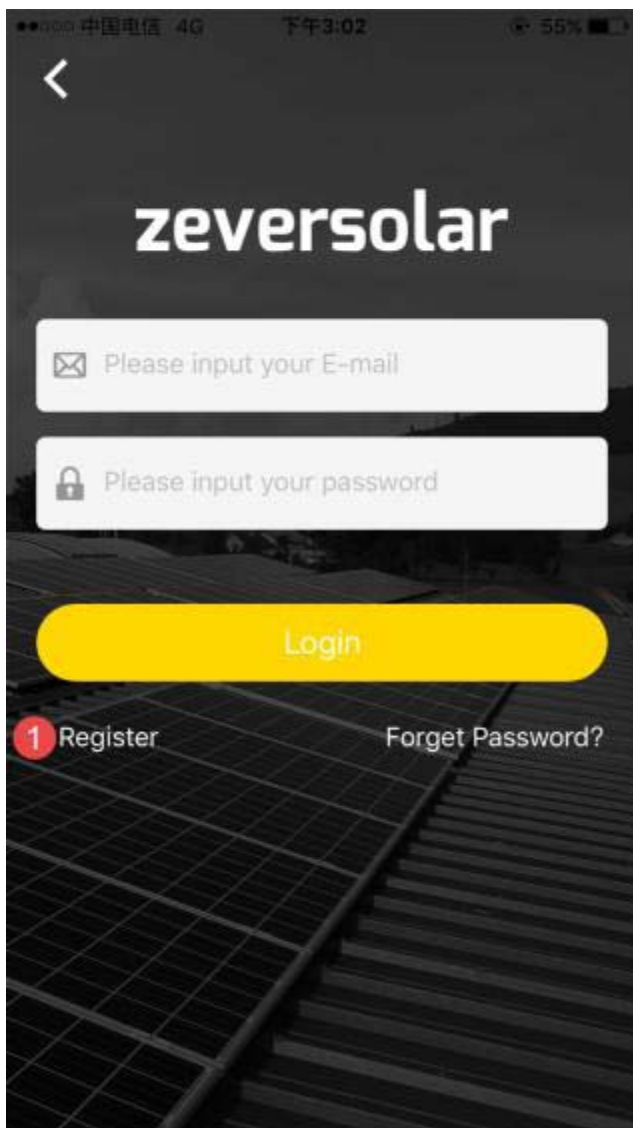 中国电信 4G 下午3:02 55%
zeversolar
Please input your E-mail
Please input your password
Login
1 Register Forget Password?